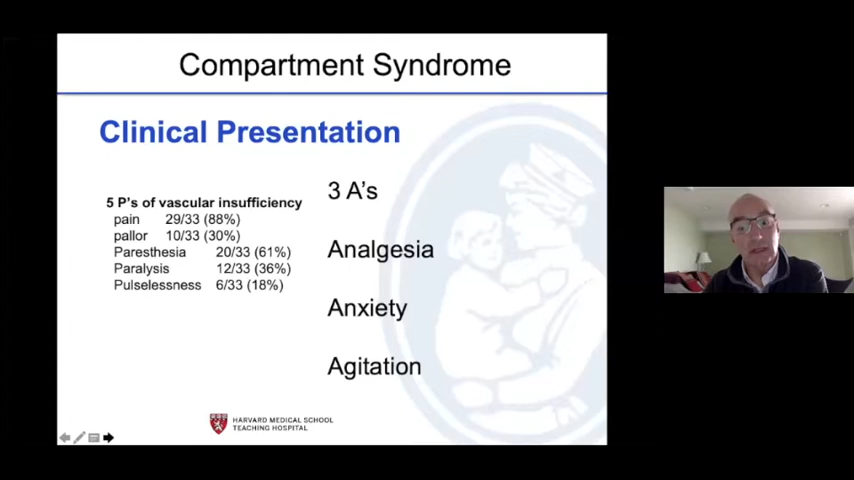 Compartment Syndrome
Clinical Presentation
5 P's of vascular insufficiency
pain 29/33 (88%)
pallor 10/33 (30%)
Paresthesia 20/33 (61%)
Paralysis 12/33 (36%)
Pulselessness 6/33 (18%)
3 A's
Analgesia
Anxiety
Agitation
HARVARD MEDICAL SCHOOL
TEACHING HOSPITAL